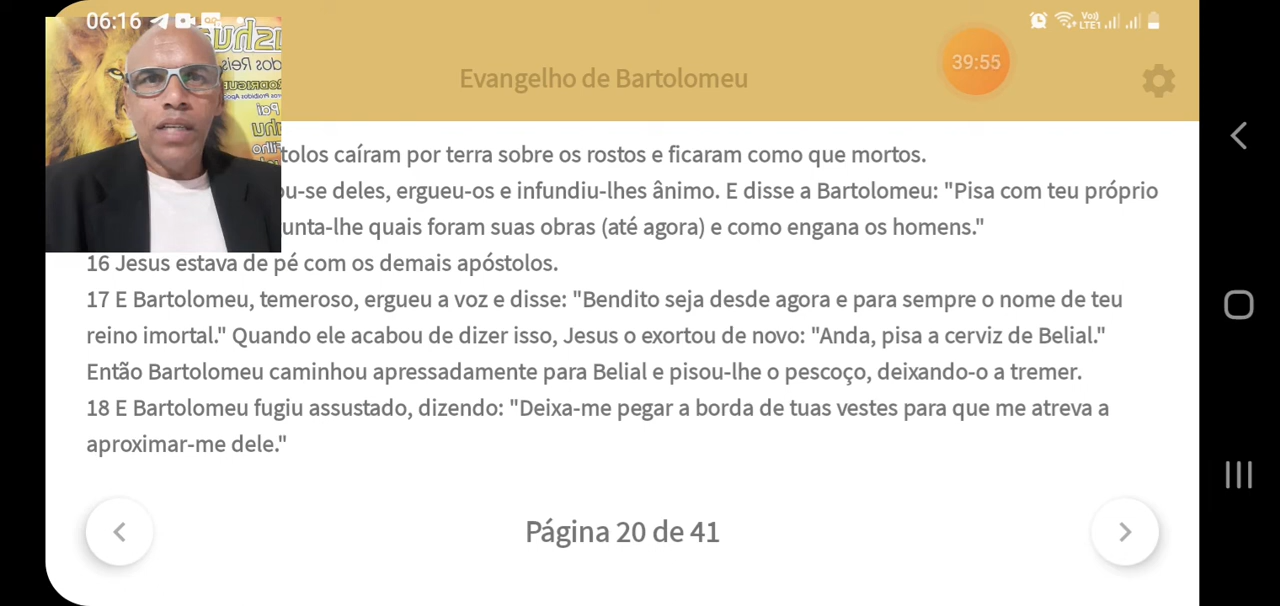 06:16
Vo)
LTE1
39:55
Evangelho de Bartolomeu
tolos caíram por terra sobre os rostos e ficaram como que mortos.
ou-se deles, ergueu-os e infundiu-lhes ânimo. E disse a Bartolomeu: "Pisa com teu próprio
unta-lhe quais foram suas obras (até agora) e como engana os homens."
16 Jesus estava de pé com os demais apóstolos.
17 E Bartolomeu, temeroso, ergueu a voz e disse: "Bendito seja desde agora e para sempre o nome de teu
reino imortal." Quando ele acabou de dizer isso, Jesus o exortou de novo: "Anda, pisa a cerviz de Belial."
Então Bartolomeu caminhou apressadamente para Belial e pisou-lhe o pescoço, deixando-o a tremer.
18 E Bartolomeu fugiu assustado, dizendo: "Deixa-me pegar a borda de tuas vestes para que me atreva a
aproximar-me dele."
Página 20 de 41